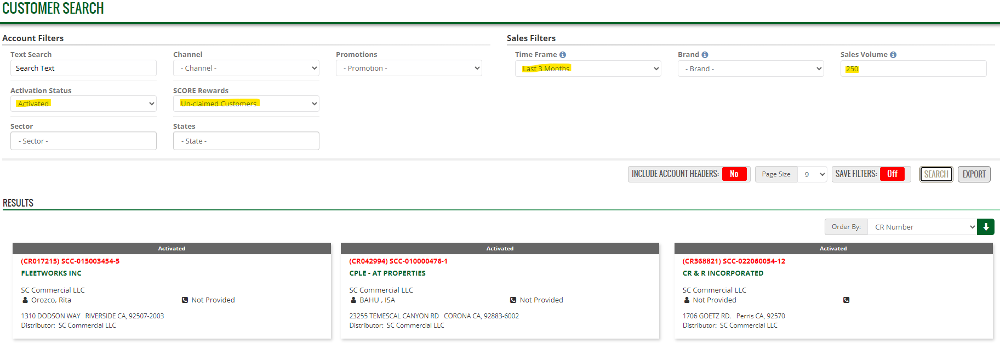 CUSTOMER SEARCH
Account Filters
Sales Filters
Text Search
Channel
Promotions
Time Frame
Brand
Sales Volume
Search Text
- Channel -
- Promotion -
Last 3 Months
- Brand -
250
Activation Status
SCORE Rewards
Activated
Un-claimed Customers
Sector
States
- Sector -
- State -
INCLUDE ACCOUNT HEADERS: No
Page Size 9
SAVE FILTERS: Off
SEARCH
EXPORT
RESULTS
Order By: CR Number
Activated
(CR017215) SCC-015003454-5
FLEETWORKS INC
SC Commercial LLC
Orozco, Rita Not Provided
1310 DODSON WAY RIVERSIDE CA, 92507-2003
Distributor: SC Commercial LLC
Activated
(CR042994) SCC-010000476-1
CPLE - AT PROPERTIES
SC Commercial LLC
BAHU , ISA Not Provided
23255 TEMESCAL CANYON RD CORONA CA, 92883-6002
Distributor: SC Commercial LLC
Activated
(CR368821) SCC-022060054-12
CR & R INCORPORATED
SC Commercial LLC
Not Provided
1706 GOETZ RD. Perris CA, 92570
Distributor: SC Commercial LLC